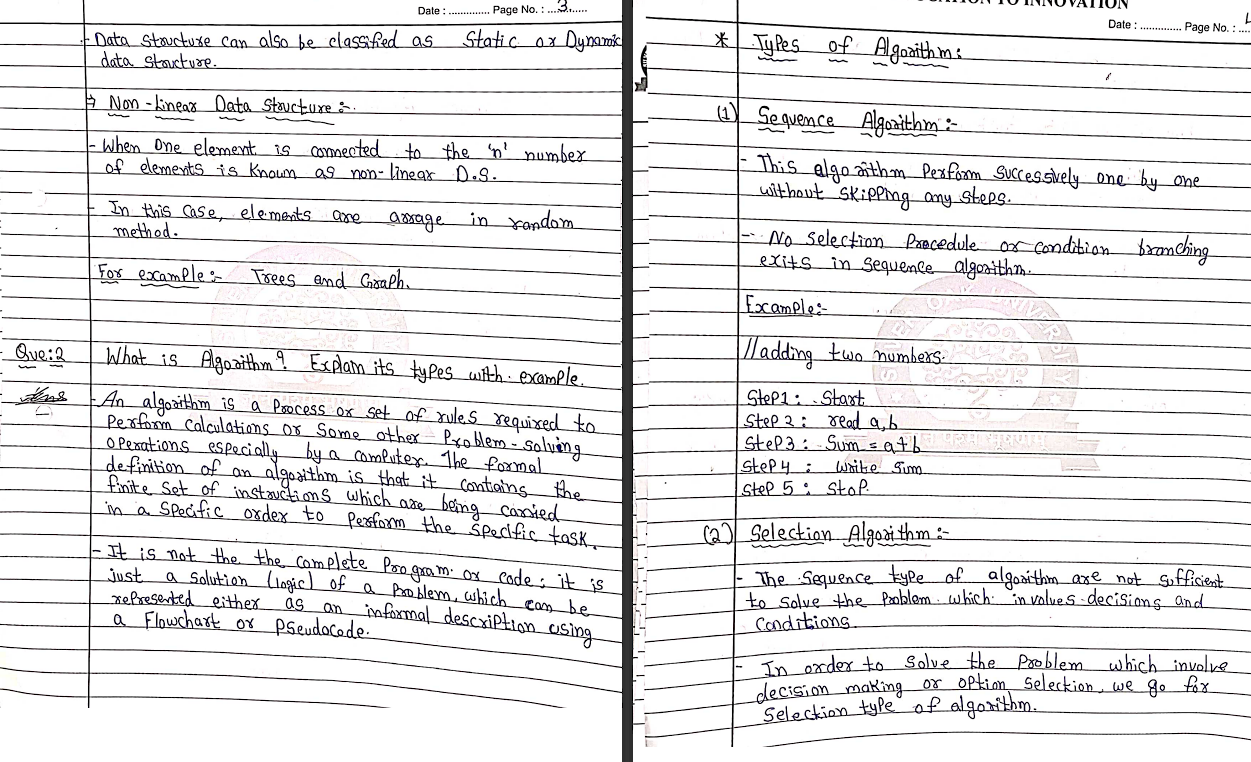 Date : .............. Page No. : ...3......
- Data Structure can also be classified as Static or Dynamic
data structure.
→ Non-Linear Data Structure :-
- When One element is connected to the 'n' number
of elements is known as non-linear D.S.
- In this case, elements are arrage in random
method.
For example:- Trees and Graph.
Que:2 What is Algorithm? Explain its types with example.
Ans - An algorithm is a process or set of rules required to
perform calculations or some other problem-solving
operations especially by a computer. The formal
definition of an algorithm is that it contains the
finite set of instructions which are being carried
in a specific order to perform the specific task.
- It is not the the complete program or code; it is
just a solution (logic) of a problem, which can be
represented either as an informal description using
a Flowchart or Pseudocode.
TO INNOVATION
Date : .............. Page No. : ....
* Types of Algorithm:
(1) Sequence Algorithm:-
- This algorithm perform successively one by one
without skipping any steps.
- No selection Procedure or condition branching
exits in sequence algorithm.
Example:-
//adding two numbers.
Step1 : Start
Step 2 : read a,b
Step3 : Sum = a+b
Step 4 : write Sum
Step 5 : Stop.
(2) Selection Algorithm:-
- The Sequence type of algorithm are not sufficient
to solve the problem which involves decisions and
Conditions.
- In order to solve the problem which involve
decision making or option selection, we go for
Selection type of algorithm.